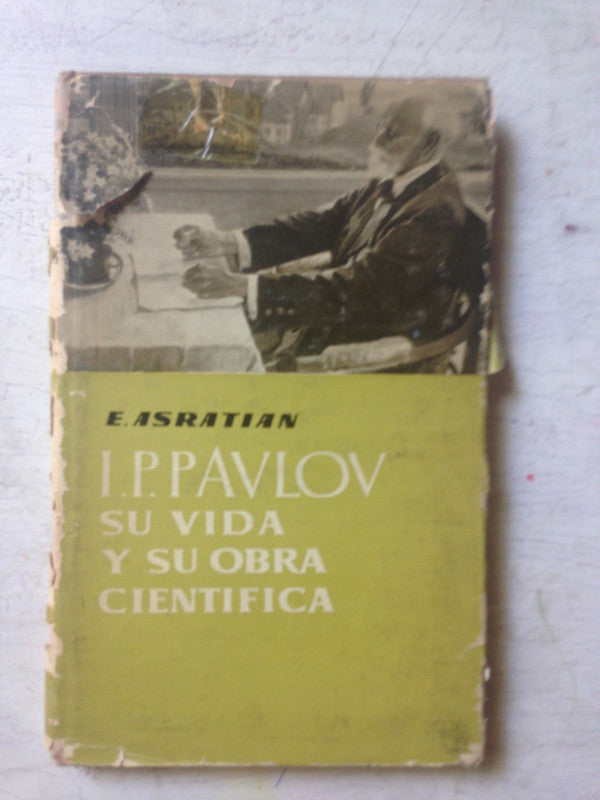 E. ASRATIAN
I.P. PAVLOV
SU VIDA
Y SU OBRA
CIENTIFICA